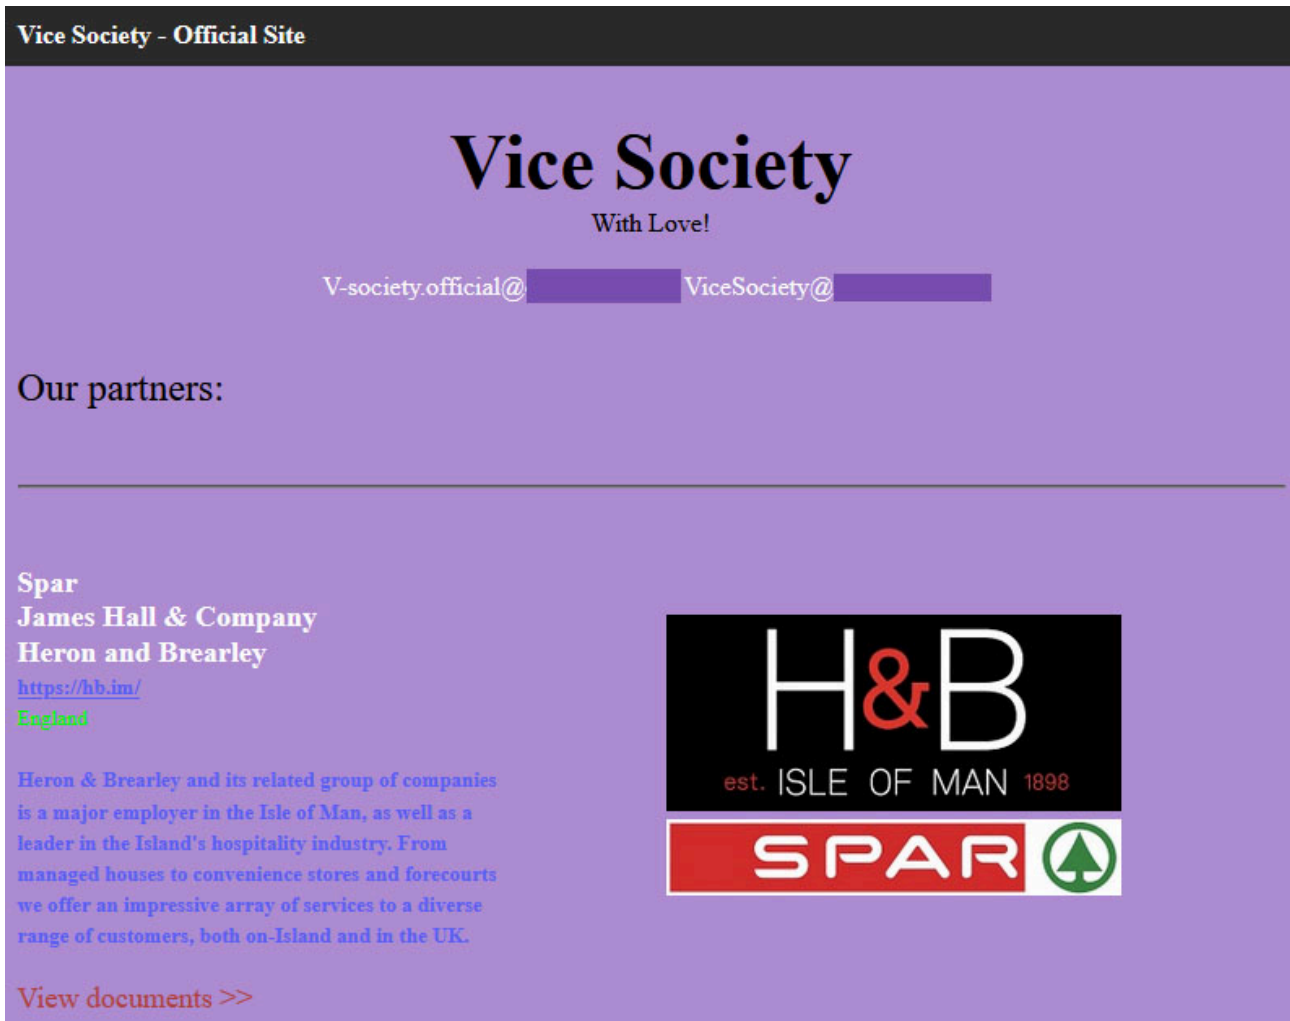 Vice Society - Official Site
Vice Society
With Love!
V-society.official@ ViceSociety@
Our partners:
Spar
James Hall & Company
Heron and Brearley
https://hb.im/
England
Heron & Brearley and its related group of companies
is a major employer in the Isle of Man, as well as a
leader in the Island's hospitality industry. From
managed houses to convenience stores and forecourts
we offer an impressive array of services to a diverse
range of customers, both on-Island and in the UK.
View documents >>
H&B
est. ISLE OF MAN 1898
SPAR